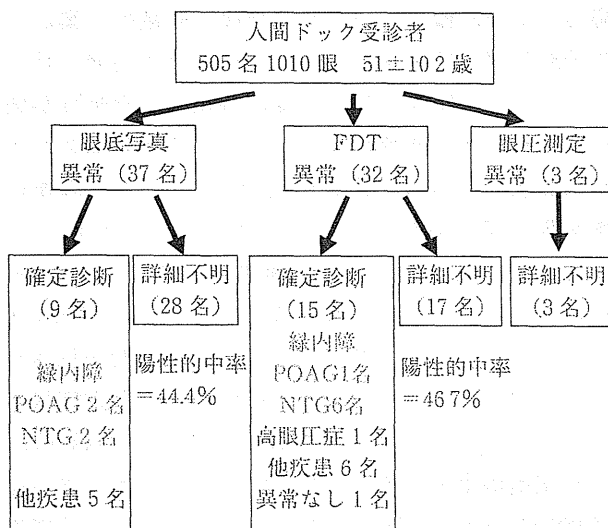 人間ドック受診者
505名 1010眼 51±102歳
眼底写真
異常(37名)
FDT
異常(32名)
眼圧測定
異常(3名)
確定診断
(9名)
緑内障
POAG 2名
NTG 2名
他疾患 5名
詳細不明
(28名)
陽性的中率
=44.4%
確定診断
(15名)
緑内障
POAG1名
NTG6名
高眼圧症 1名
他疾患 6名
異常なし 1名
詳細不明
(17名)
陽性的中率
=467%
詳細不明
(3名)